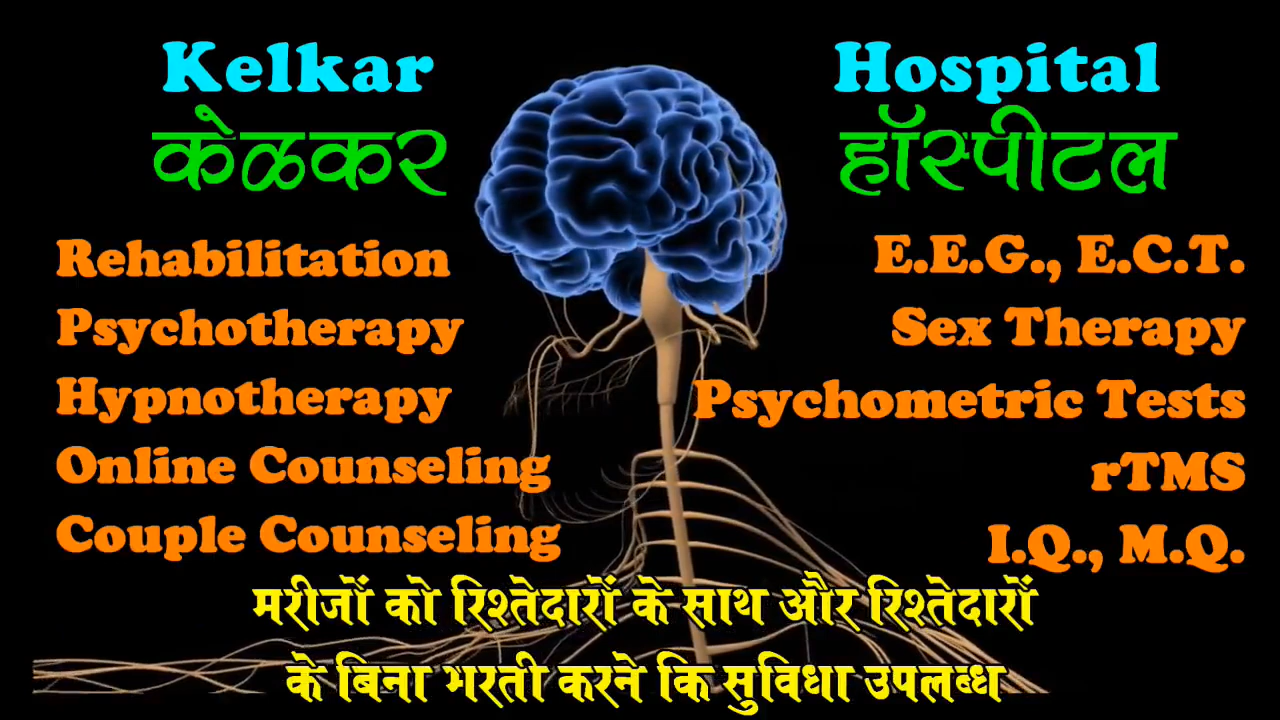 Kelkar Hospital
केळकर हॉस्पीटल
Rehabilitation
Psychotherapy
Hypnotherapy
Online Counseling
Couple Counseling
E.E.G., E.C.T.
Sex Therapy
Psychometric Tests
rTMS
I.Q., M.Q.
मरीजों को रिश्तेदारों के साथ और रिश्तेदारों
के बिना भरती करने कि सुविधा उपलब्ध